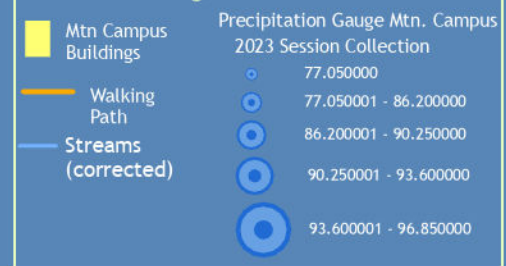 Mtn Campus
Buildings
Walking
Path
Streams
(corrected)
Precipitation Gauge Mtn. Campus
2023 Session Collection
77.050000
77.050001 - 86.200000
86.200001 - 90.250000
90.250001 - 93.600000
93.600001 - 96.850000